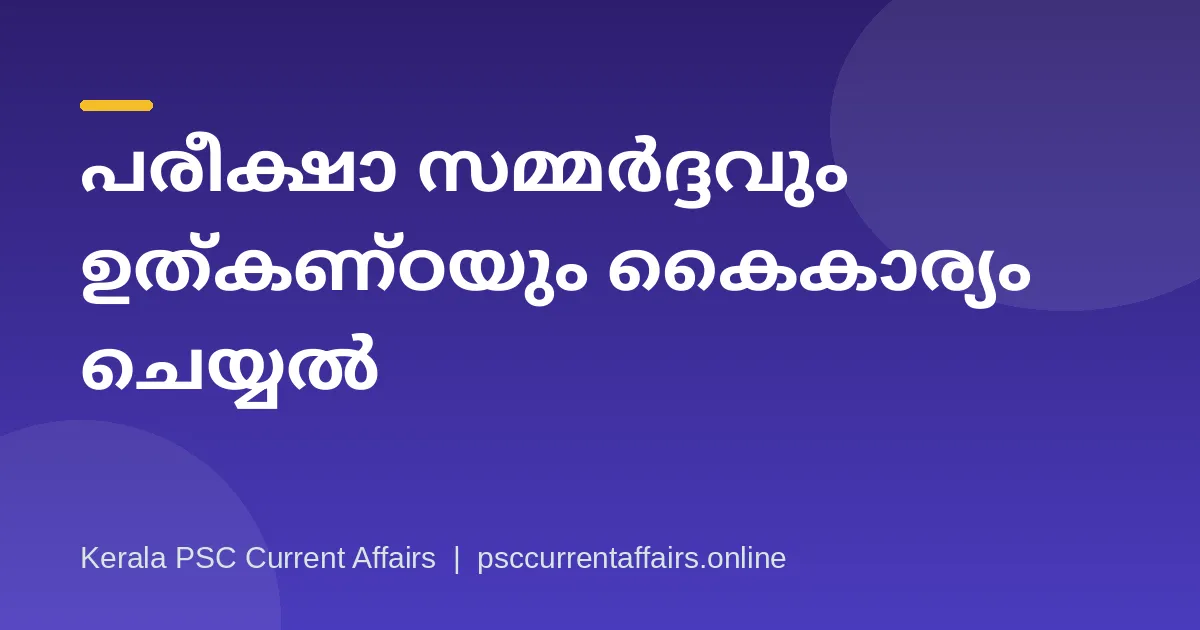 പരീക്ഷാ സമ്മർദ്ദവും
ഉത്കണ്ഠയും കൈകാര്യം
ചെയ്യൽ
Kerala PSC Current Affairs | psccurrentaffairs.online